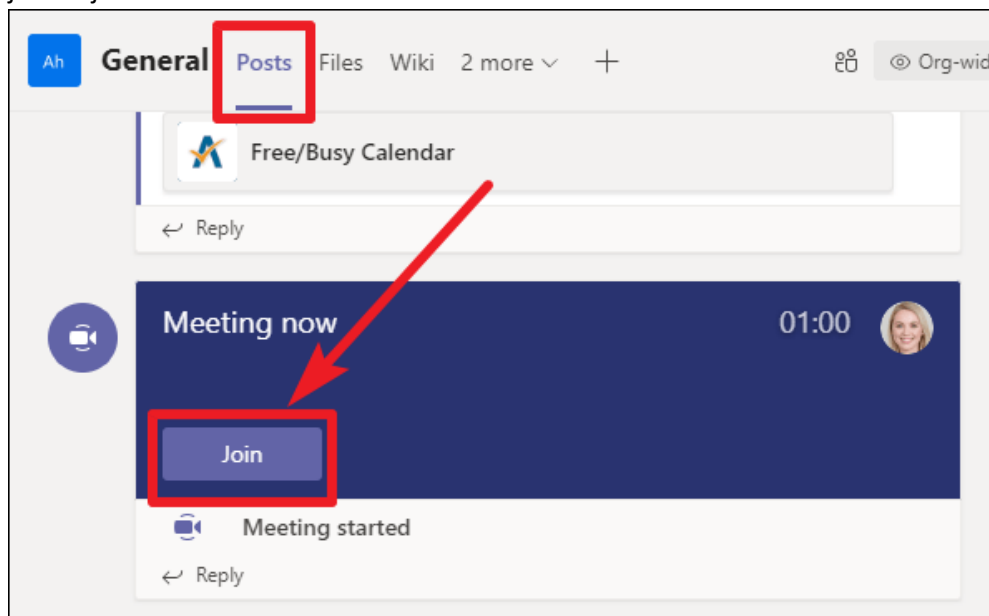 Ah General Posts Files Wiki 2 more + Org-wid
Free/Busy Calendar
Reply
Meeting now 01:00
Join
Meeting started
Reply